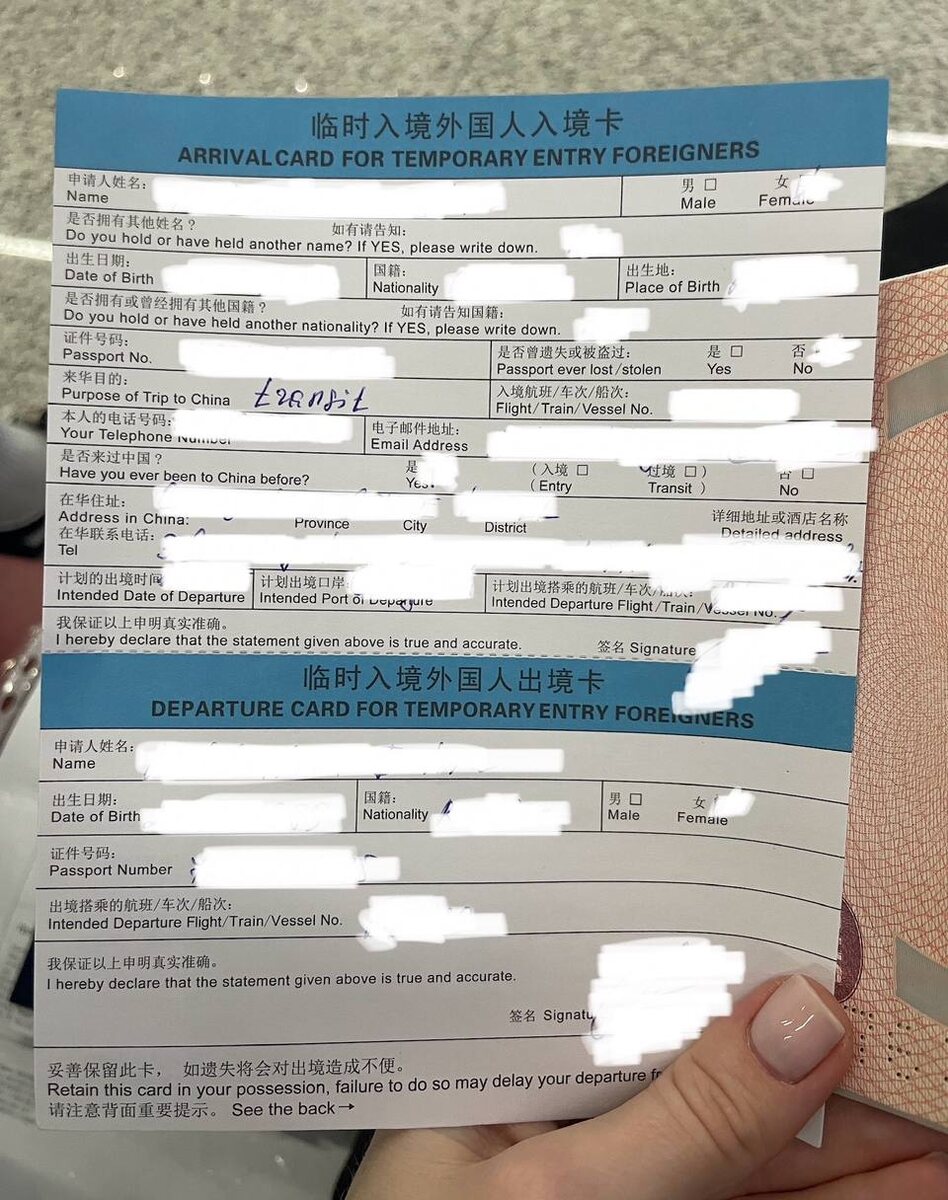 临时入境外国人入境卡
ARRIVAL CARD FOR TEMPORARY ENTRY FOREIGNERS
申请人姓名：
Name
男 □ 女
Male Female
是否拥有其他姓名？ 如有请告知：
Do you hold or have held another name? If YES, please write down.
出生日期：
Date of Birth
国籍：
Nationality
出生地：
Place of Birth
是否拥有或曾经拥有其他国籍？ 如有请告知国籍：
Do you hold or have held another nationality? If YES, please write down.
证件号码：
Passport No.
是否曾遗失或被盗过： 是 □ 否
Passport ever lost/stolen Yes No
来华目的：
Purpose of Trip to China transit
入境航班/车次/船次：
Flight/Train/Vessel No.
本人的电话号码：
Your Telephone Number
电子邮件地址：
Email Address
是否来过中国？ 是 （入境 □ 过境 □） 否 □
Have you ever been to China before? Yes (Entry Transit ) No
在华住址：
Address in China: Province City District
详细地址或酒店名称
Detailed address
在华联系电话：
Tel
计划的出境时间
Intended Date of Departure
计划出境口岸：
Intended Port of Departure
计划出境搭乘的航班/车次/船次：
Intended Departure Flight/Train/Vessel No.
我保证以上申明真实准确。
I hereby declare that the statement given above is true and accurate.
签名 Signature
临时入境外国人出境卡
DEPARTURE CARD FOR TEMPORARY ENTRY FOREIGNERS
申请人姓名：
Name
出生日期：
Date of Birth
国籍：
Nationality
男 □ 女
Male Female
证件号码：
Passport Number
出境搭乘的航班/车次/船次：
Intended Departure Flight/Train/Vessel No.
我保证以上申明真实准确。
I hereby declare that the statement given above is true and accurate.
签名 Signatu
妥善保留此卡， 如遗失将会对出境造成不便。
Retain this card in your possession, failure to do so may delay your departure
请注意背面重要提示。 See the back→